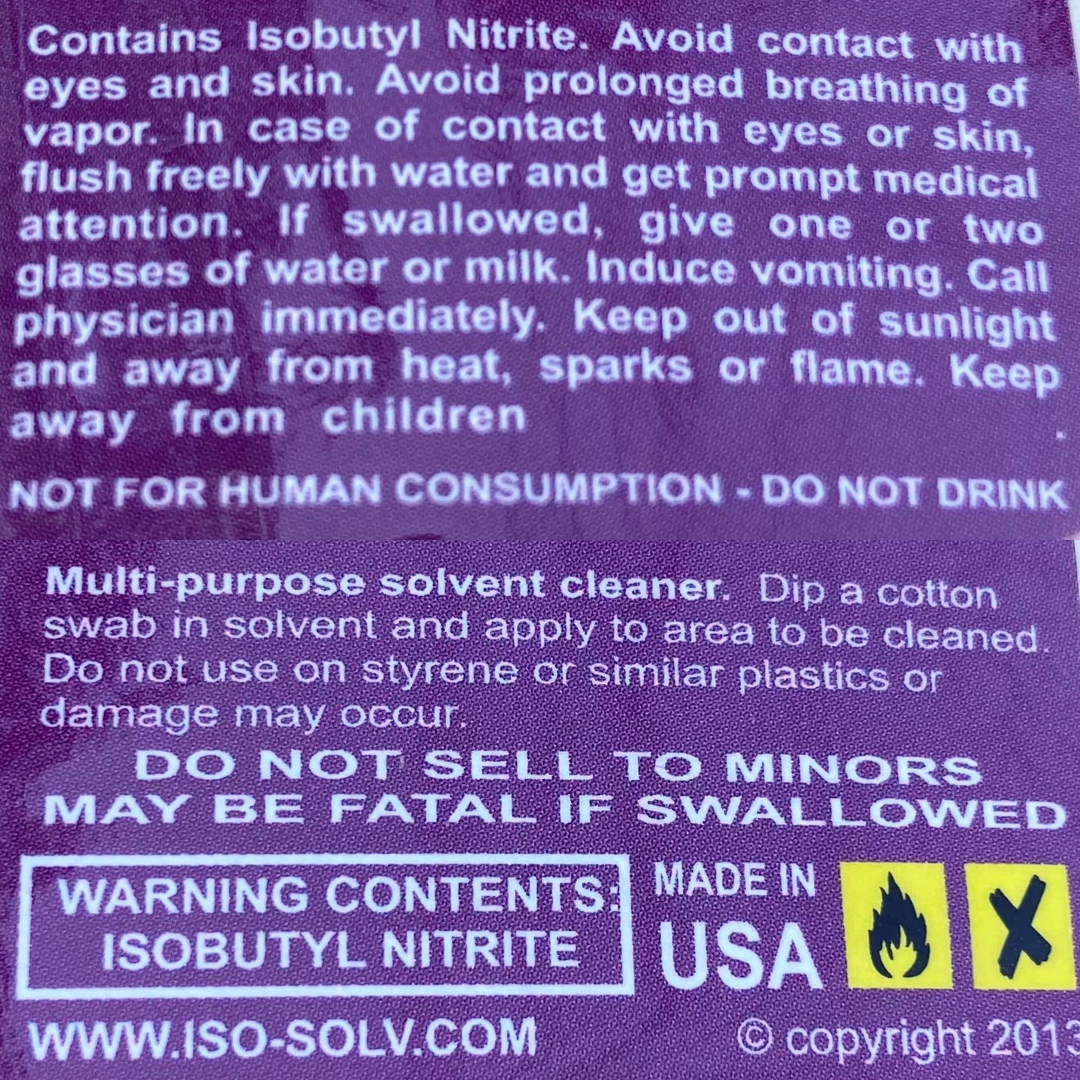 Contains Isobutyl Nitrite. Avoid contact with
eyes and skin. Avoid prolonged breathing of
vapor. In case of contact with eyes or skin,
flush freely with water and get prompt medical
attention. If swallowed, give one or two
glasses of water or milk. Induce vomiting. Call
physician immediately. Keep out of sunlight
and away from heat, sparks or flame. Keep
away from children .
NOT FOR HUMAN CONSUMPTION - DO NOT DRINK
Multi-purpose solvent cleaner. Dip a cotton
swab in solvent and apply to area to be cleaned.
Do not use on styrene or similar plastics or
damage may occur.
DO NOT SELL TO MINORS
MAY BE FATAL IF SWALLOWED
WARNING CONTENTS:
ISOBUTYL NITRITE
MADE IN
USA
WWW.ISO-SOLV.COM
© copyright 2013